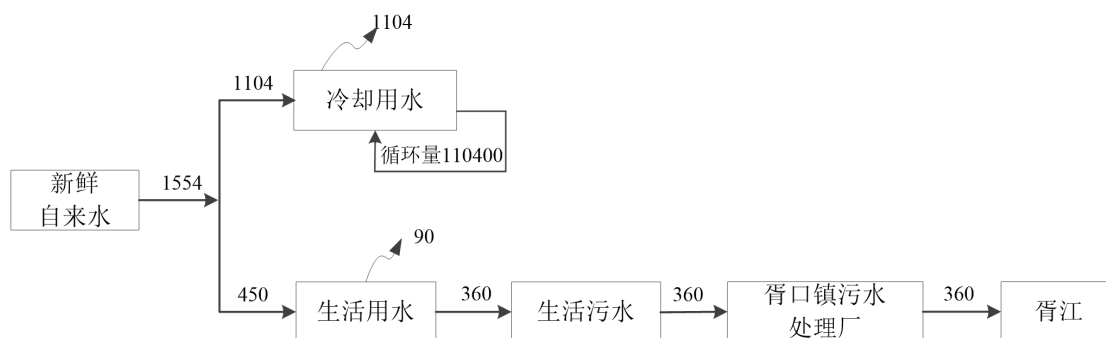 1104
1104
冷却用水
循环量110400
新鲜
自来水
1554
90
450
生活用水
360
生活污水
360
胥口镇污水
处理厂
360
胥江